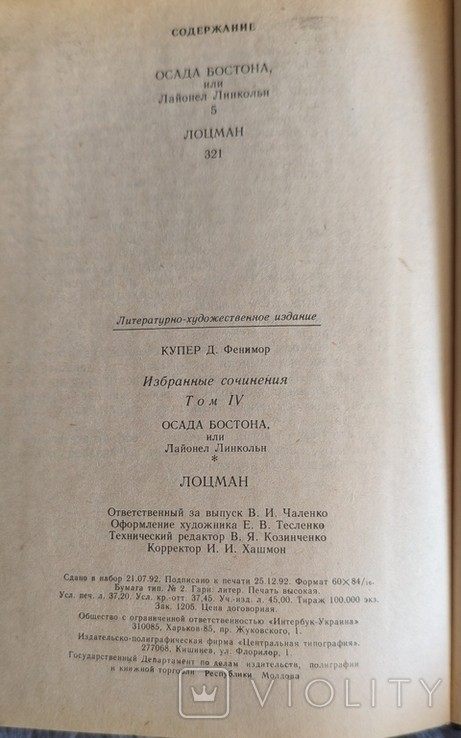 СОДЕРЖАНИЕ
ОСАДА БОСТОНА,
или
Лайонел Линкольн
5
ЛОЦМАН
321
Литературно-художественное издание
КУПЕР Д. Фенимор
Избранные сочинения
Том IV
ОСАДА БОСТОНА,
или
Лайонел Линкольн
*
ЛОЦМАН
Ответственный за выпуск В. И. Чаленко
Оформление художника Е. В. Тесленко
Технический редактор В. Я. Козинченко
Корректор И. И. Хашмон
Сдано в набор 21.07.92. Подписано к печати 25.12.92. Формат 60×84/16.
Бумага тип. № 2. Гарн. литер. Печать высокая.
Усл. печ. л. 37,20. Усл. кр.-отт. 37,45. Уч.-изд. л. 45,00. Тираж 100.000 экз.
Зак. 1205. Цена договорная.
Общество с ограниченной ответственностью «Интербук-Украина»
310085, Харьков-85, пр. Жуковского, 1.
Издательско-полиграфическая фирма «Центральная типография».
277068, Кишинев, ул. Флорилор, 1.
Государственный Департамент по делам издательств, полиграфии
и книжной торговли Республики Молдова
VIOLITY